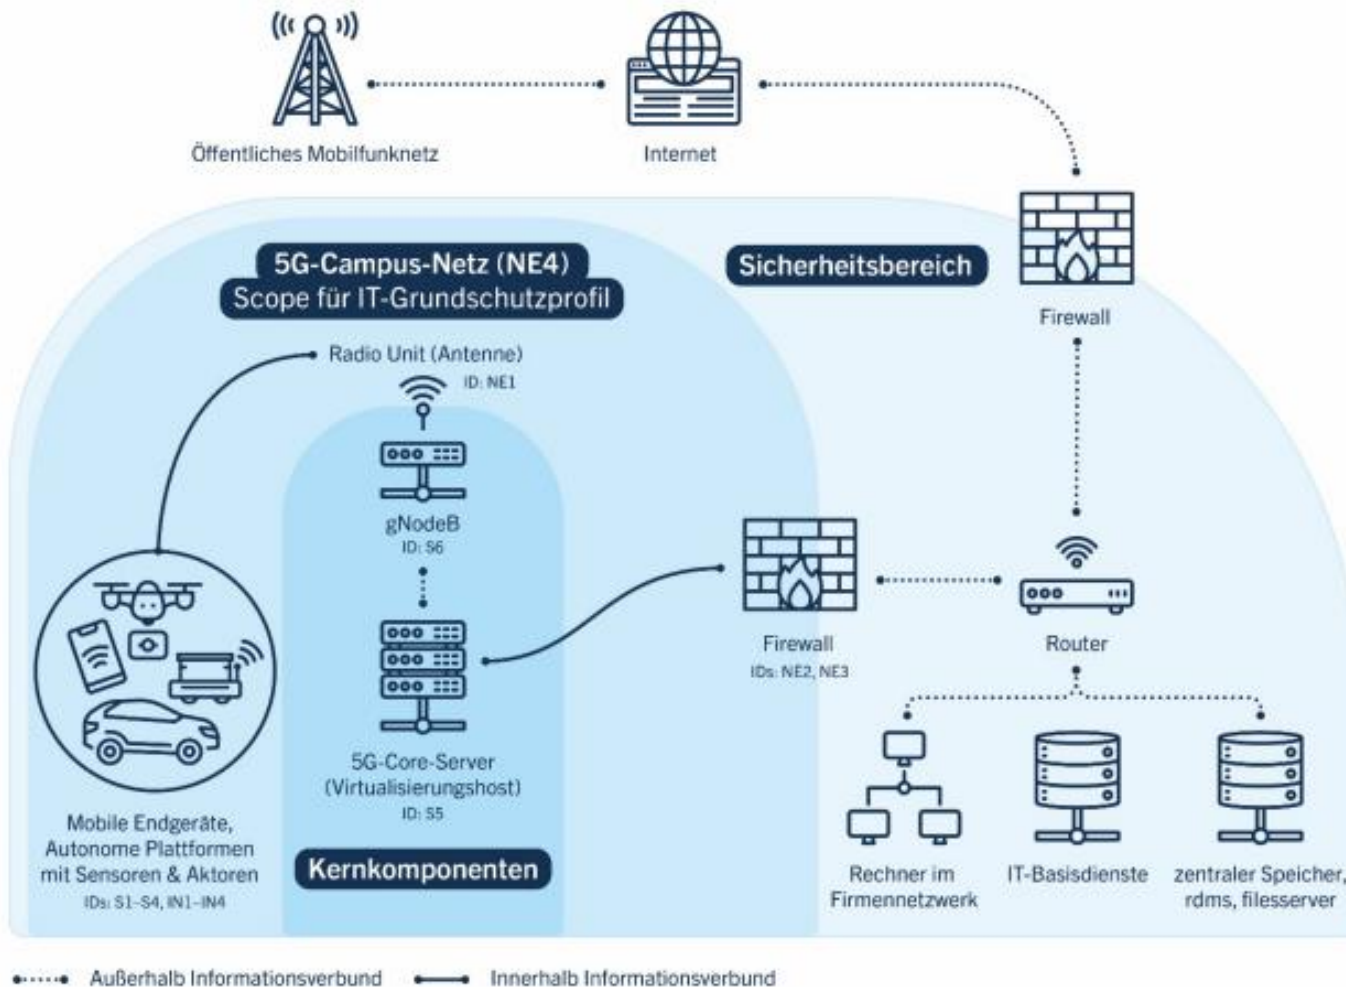 Öffentliches Mobilfunknetz
Internet
5G-Campus-Netz (NE4)
Scope für IT-Grundschutzprofil
Sicherheitsbereich
Firewall
Radio Unit (Antenne)
ID: NE1
gNodeB
ID: S6
Firewall
IDs: NE2, NE3
Router
5G-Core-Server
(Virtualisierungshost)
ID: S5
Kernkomponenten
Mobile Endgeräte,
Autonome Plattformen
mit Sensoren & Aktoren
IDs: S1–S4, IN1–IN4
Rechner im
Firmennetzwerk
IT-Basisdienste
zentraler Speicher,
rdms, filesserver
Außerhalb Informationsverbund
Innerhalb Informationsverbund